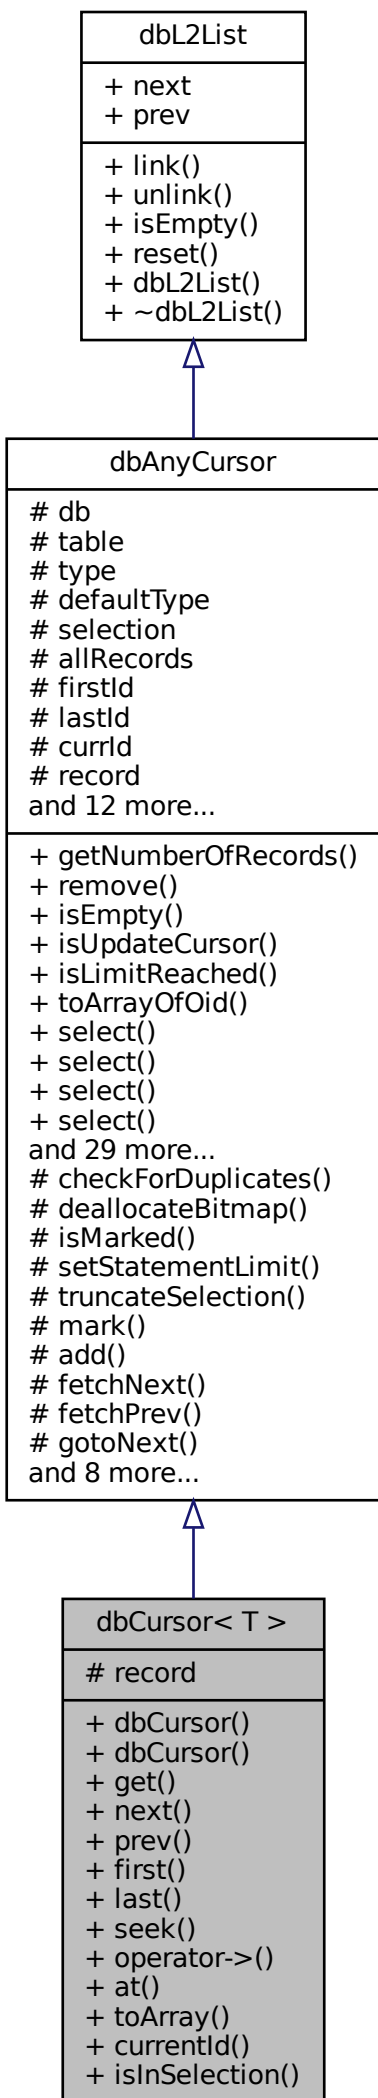 dbL2List
+ next
+ prev
+ link()
+ unlink()
+ isEmpty()
+ reset()
+ dbL2List()
+ ~dbL2List()
dbAnyCursor
# db
# table
# type
# defaultType
# selection
# allRecords
# firstId
# lastId
# currId
# record
and 12 more...
+ getNumberOfRecords()
+ remove()
+ isEmpty()
+ isUpdateCursor()
+ isLimitReached()
+ toArrayOfOid()
+ select()
+ select()
+ select()
+ select()
and 29 more...
# checkForDuplicates()
# deallocateBitmap()
# isMarked()
# setStatementLimit()
# truncateSelection()
# mark()
# add()
# fetchNext()
# fetchPrev()
# gotoNext()
and 8 more...
dbCursor< T >
# record
+ dbCursor()
+ dbCursor()
+ get()
+ next()
+ prev()
+ first()
+ last()
+ seek()
+ operator->()
+ at()
+ toArray()
+ currentId()
+ isInSelection()